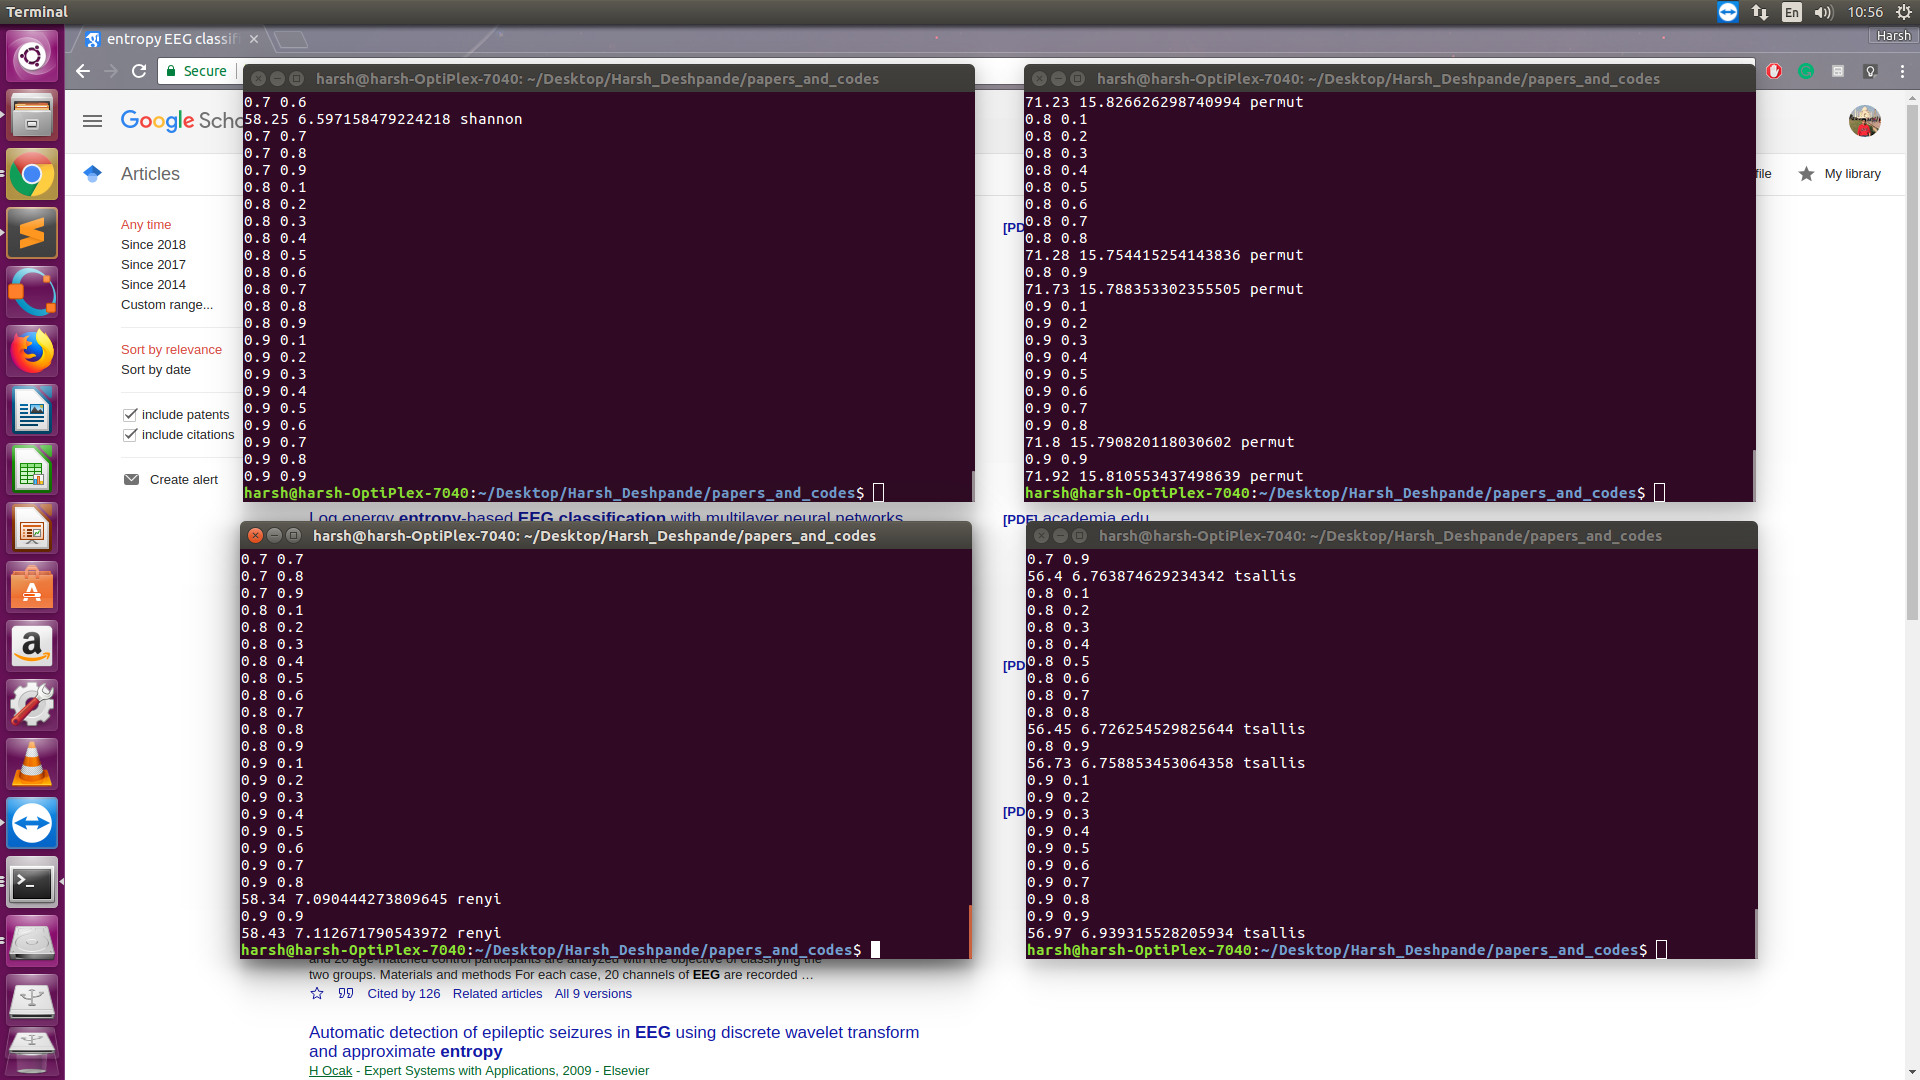 Terminal
En
10:56
entropy EEG classif
Harsh
Secure
Google Scho
Articles
file
My library
Any time
Since 2018
Since 2017
Since 2014
Custom range...
Sort by relevance
Sort by date
include patents
include citations
Create alert
harsh@harsh-OptiPlex-7040: ~/Desktop/Harsh_Deshpande/papers_and_codes
0.7 0.6
58.25 6.597158479224218 shannon
0.7 0.7
0.7 0.8
0.7 0.9
0.8 0.1
0.8 0.2
0.8 0.3
0.8 0.4
0.8 0.5
0.8 0.6
0.8 0.7
0.8 0.8
0.8 0.9
0.9 0.1
0.9 0.2
0.9 0.3
0.9 0.4
0.9 0.5
0.9 0.6
0.9 0.7
0.9 0.8
0.9 0.9
harsh@harsh-OptiPlex-7040:~/Desktop/Harsh_Deshpande/papers_and_codes$
harsh@harsh-OptiPlex-7040: ~/Desktop/Harsh_Deshpande/papers_and_codes
71.23 15.826626298740994 permut
0.8 0.1
0.8 0.2
0.8 0.3
0.8 0.4
0.8 0.5
0.8 0.6
0.8 0.7
0.8 0.8
71.28 15.754415254143836 permut
0.8 0.9
71.73 15.788353302355505 permut
0.9 0.1
0.9 0.2
0.9 0.3
0.9 0.4
0.9 0.5
0.9 0.6
0.9 0.7
0.9 0.8
71.8 15.790820118030602 permut
0.9 0.9
71.92 15.810553437498639 permut
harsh@harsh-OptiPlex-7040:~/Desktop/Harsh_Deshpande/papers_and_codes$
[PD
Log energy entropy-based EEG classification with multilayer neural networks
[PDF] academia.edu
harsh@harsh-OptiPlex-7040: ~/Desktop/Harsh_Deshpande/papers_and_codes
0.7 0.7
0.7 0.8
0.7 0.9
0.8 0.1
0.8 0.2
0.8 0.3
0.8 0.4
0.8 0.5
0.8 0.6
0.8 0.7
0.8 0.8
0.8 0.9
0.9 0.1
0.9 0.2
0.9 0.3
0.9 0.4
0.9 0.5
0.9 0.6
0.9 0.7
0.9 0.8
58.34 7.090444273809645 renyi
0.9 0.9
58.43 7.112671790543972 renyi
harsh@harsh-OptiPlex-7040:~/Desktop/Harsh_Deshpande/papers_and_codes$
[PD
[PD
harsh@harsh-OptiPlex-7040: ~/Desktop/Harsh_Deshpande/papers_and_codes
0.7 0.9
56.4 6.763874629234342 tsallis
0.8 0.1
0.8 0.2
0.8 0.3
0.8 0.4
0.8 0.5
0.8 0.6
0.8 0.7
0.8 0.8
56.45 6.726254529825644 tsallis
0.8 0.9
56.73 6.758853453064358 tsallis
0.9 0.1
0.9 0.2
0.9 0.3
0.9 0.4
0.9 0.5
0.9 0.6
0.9 0.7
0.9 0.8
0.9 0.9
56.97 6.939315528205934 tsallis
harsh@harsh-OptiPlex-7040:~/Desktop/Harsh_Deshpande/papers_and_codes$
and 20 age-matched control participants are analyzed with the objective of classifying the
two groups. Materials and methods For each case, 20 channels of EEG are recorded …
Cited by 126 Related articles All 9 versions
Automatic detection of epileptic seizures in EEG using discrete wavelet transform
and approximate entropy
H Ocak - Expert Systems with Applications, 2009 - Elsevier